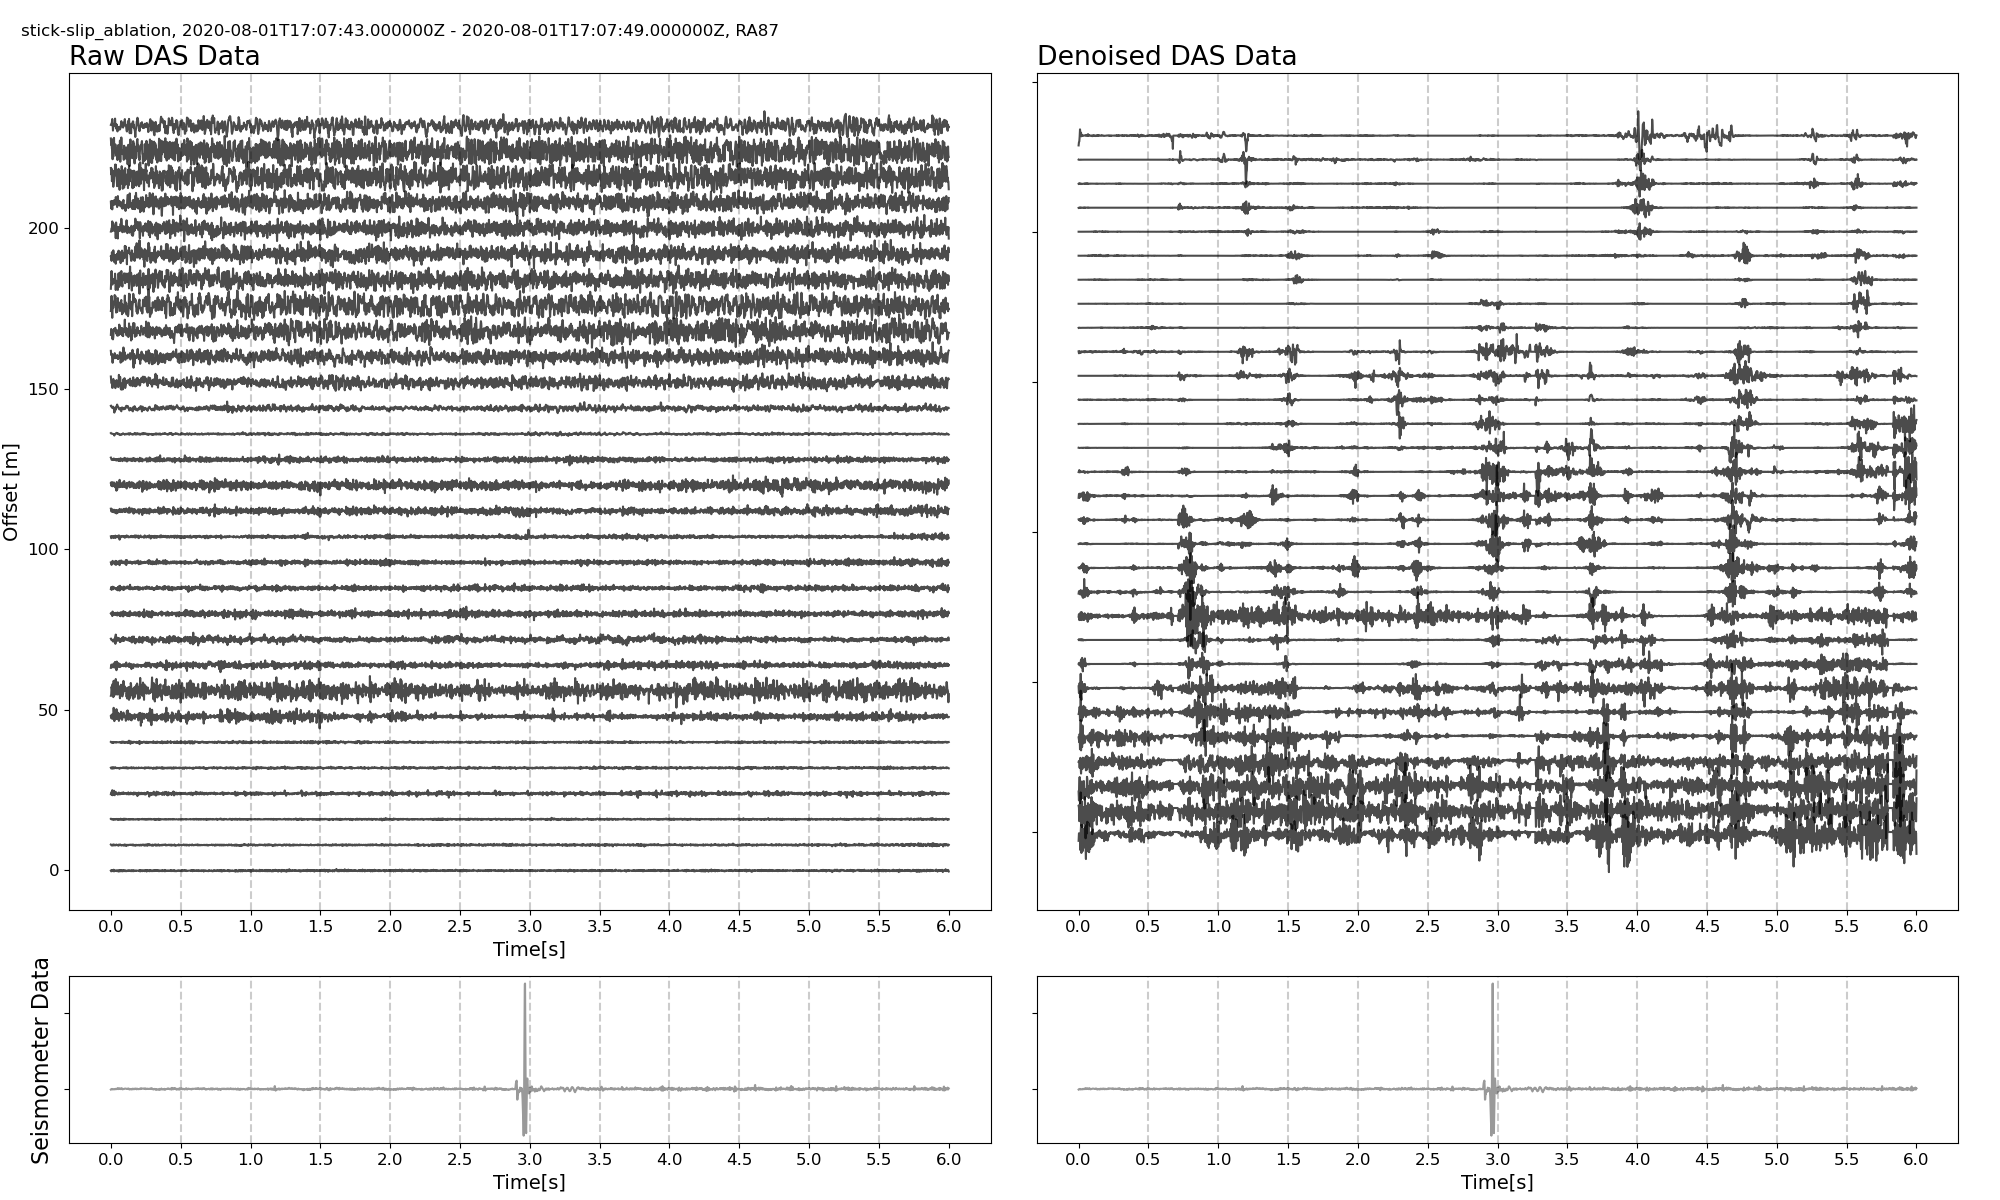 stick-slip_ablation, 2020-08-01T17:07:43.000000Z - 2020-08-01T17:07:49.000000Z, RA87
Raw DAS Data
Denoised DAS Data
Offset [m]
200
150
100
50
0
0.0 0.5 1.0 1.5 2.0 2.5 3.0 3.5 4.0 4.5 5.0 5.5 6.0
Time[s]
0.0 0.5 1.0 1.5 2.0 2.5 3.0 3.5 4.0 4.5 5.0 5.5 6.0
Seismometer Data
0.0 0.5 1.0 1.5 2.0 2.5 3.0 3.5 4.0 4.5 5.0 5.5 6.0
Time[s]
0.0 0.5 1.0 1.5 2.0 2.5 3.0 3.5 4.0 4.5 5.0 5.5 6.0
Time[s]